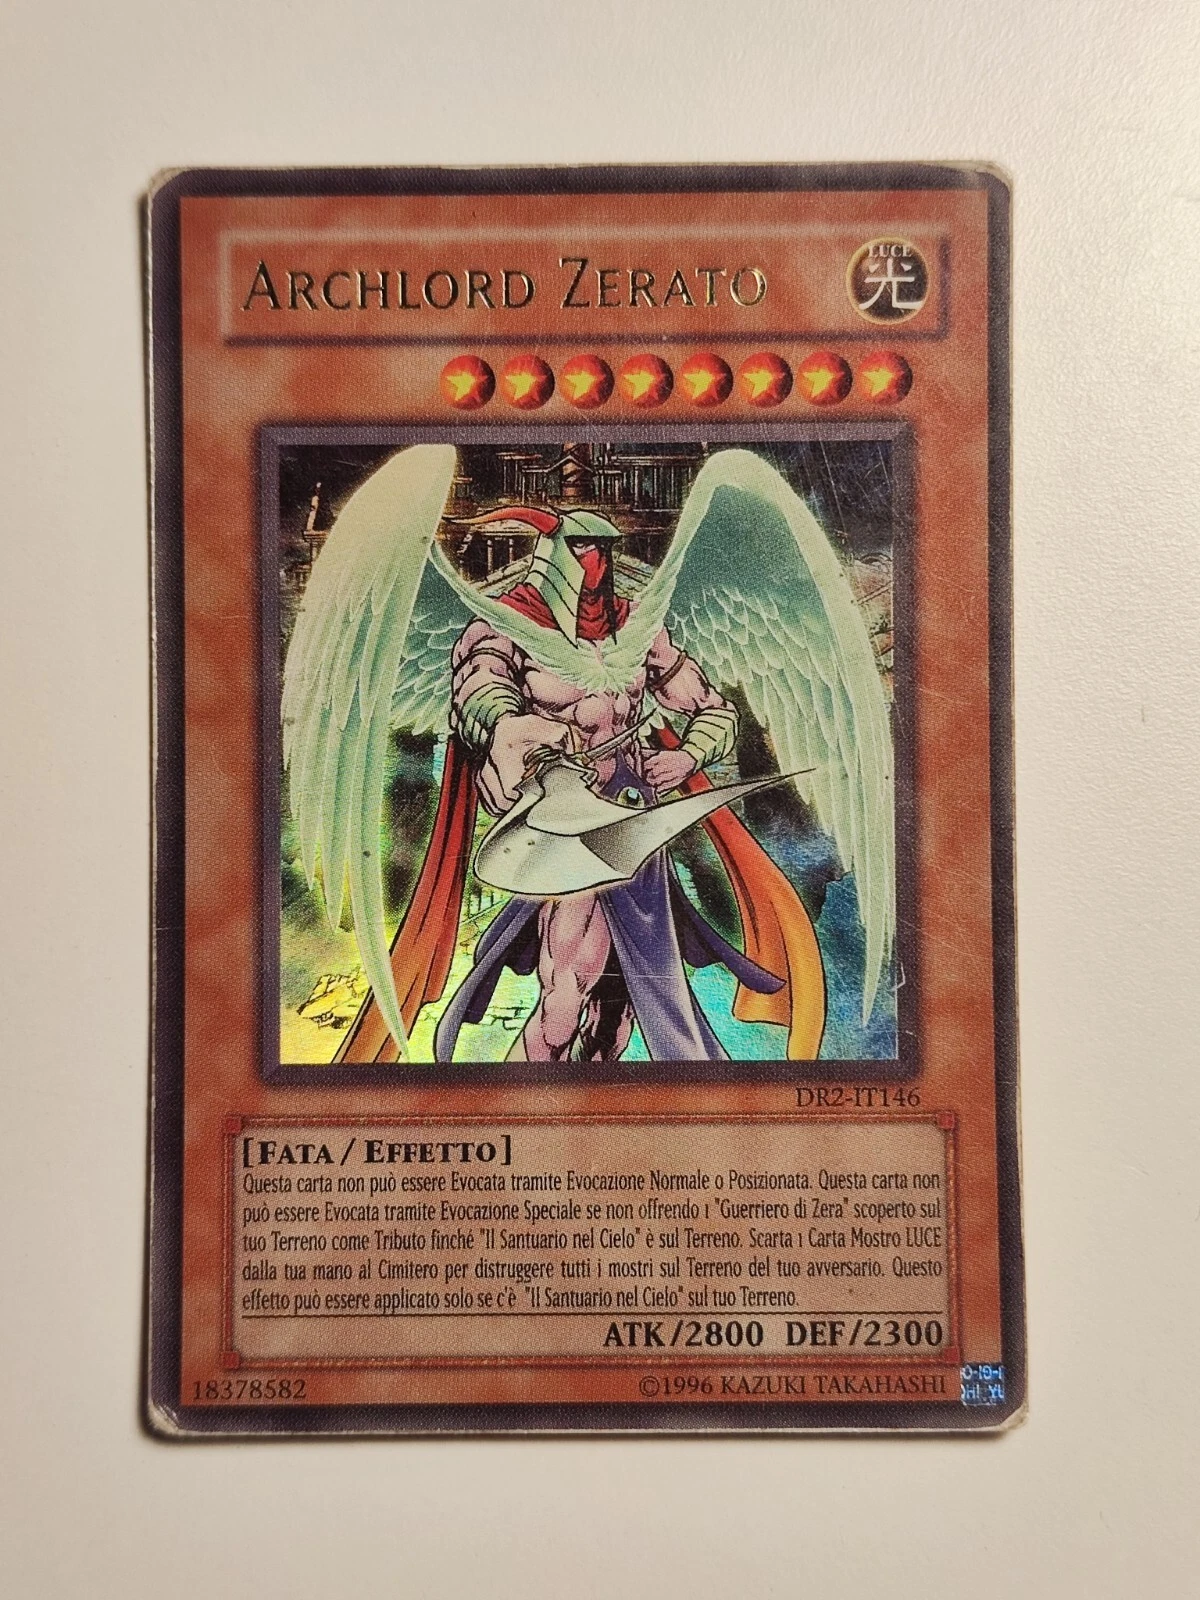 ARCHLORD ZERATO
LUCE
光
DR2-IT146
[FATA / EFFETTO]
Questa carta non può essere Evocata tramite Evocazione Normale o Posizionata. Questa carta non
può essere Evocata tramite Evocazione Speciale se non offrendo 1 "Guerriero di Zera" scoperto sul
tuo Terreno come Tributo finché "Il Santuario nel Cielo" è sul Terreno. Scarta 1 Carta Mostro LUCE
dalla tua mano al Cimitero per distruggere tutti i mostri sul Terreno del tuo avversario. Questo
effetto può essere applicato solo se c'è "Il Santuario nel Cielo" sul tuo Terreno.
ATK/2800 DEF/2300
18378582
©1996 KAZUKI TAKAHASHI